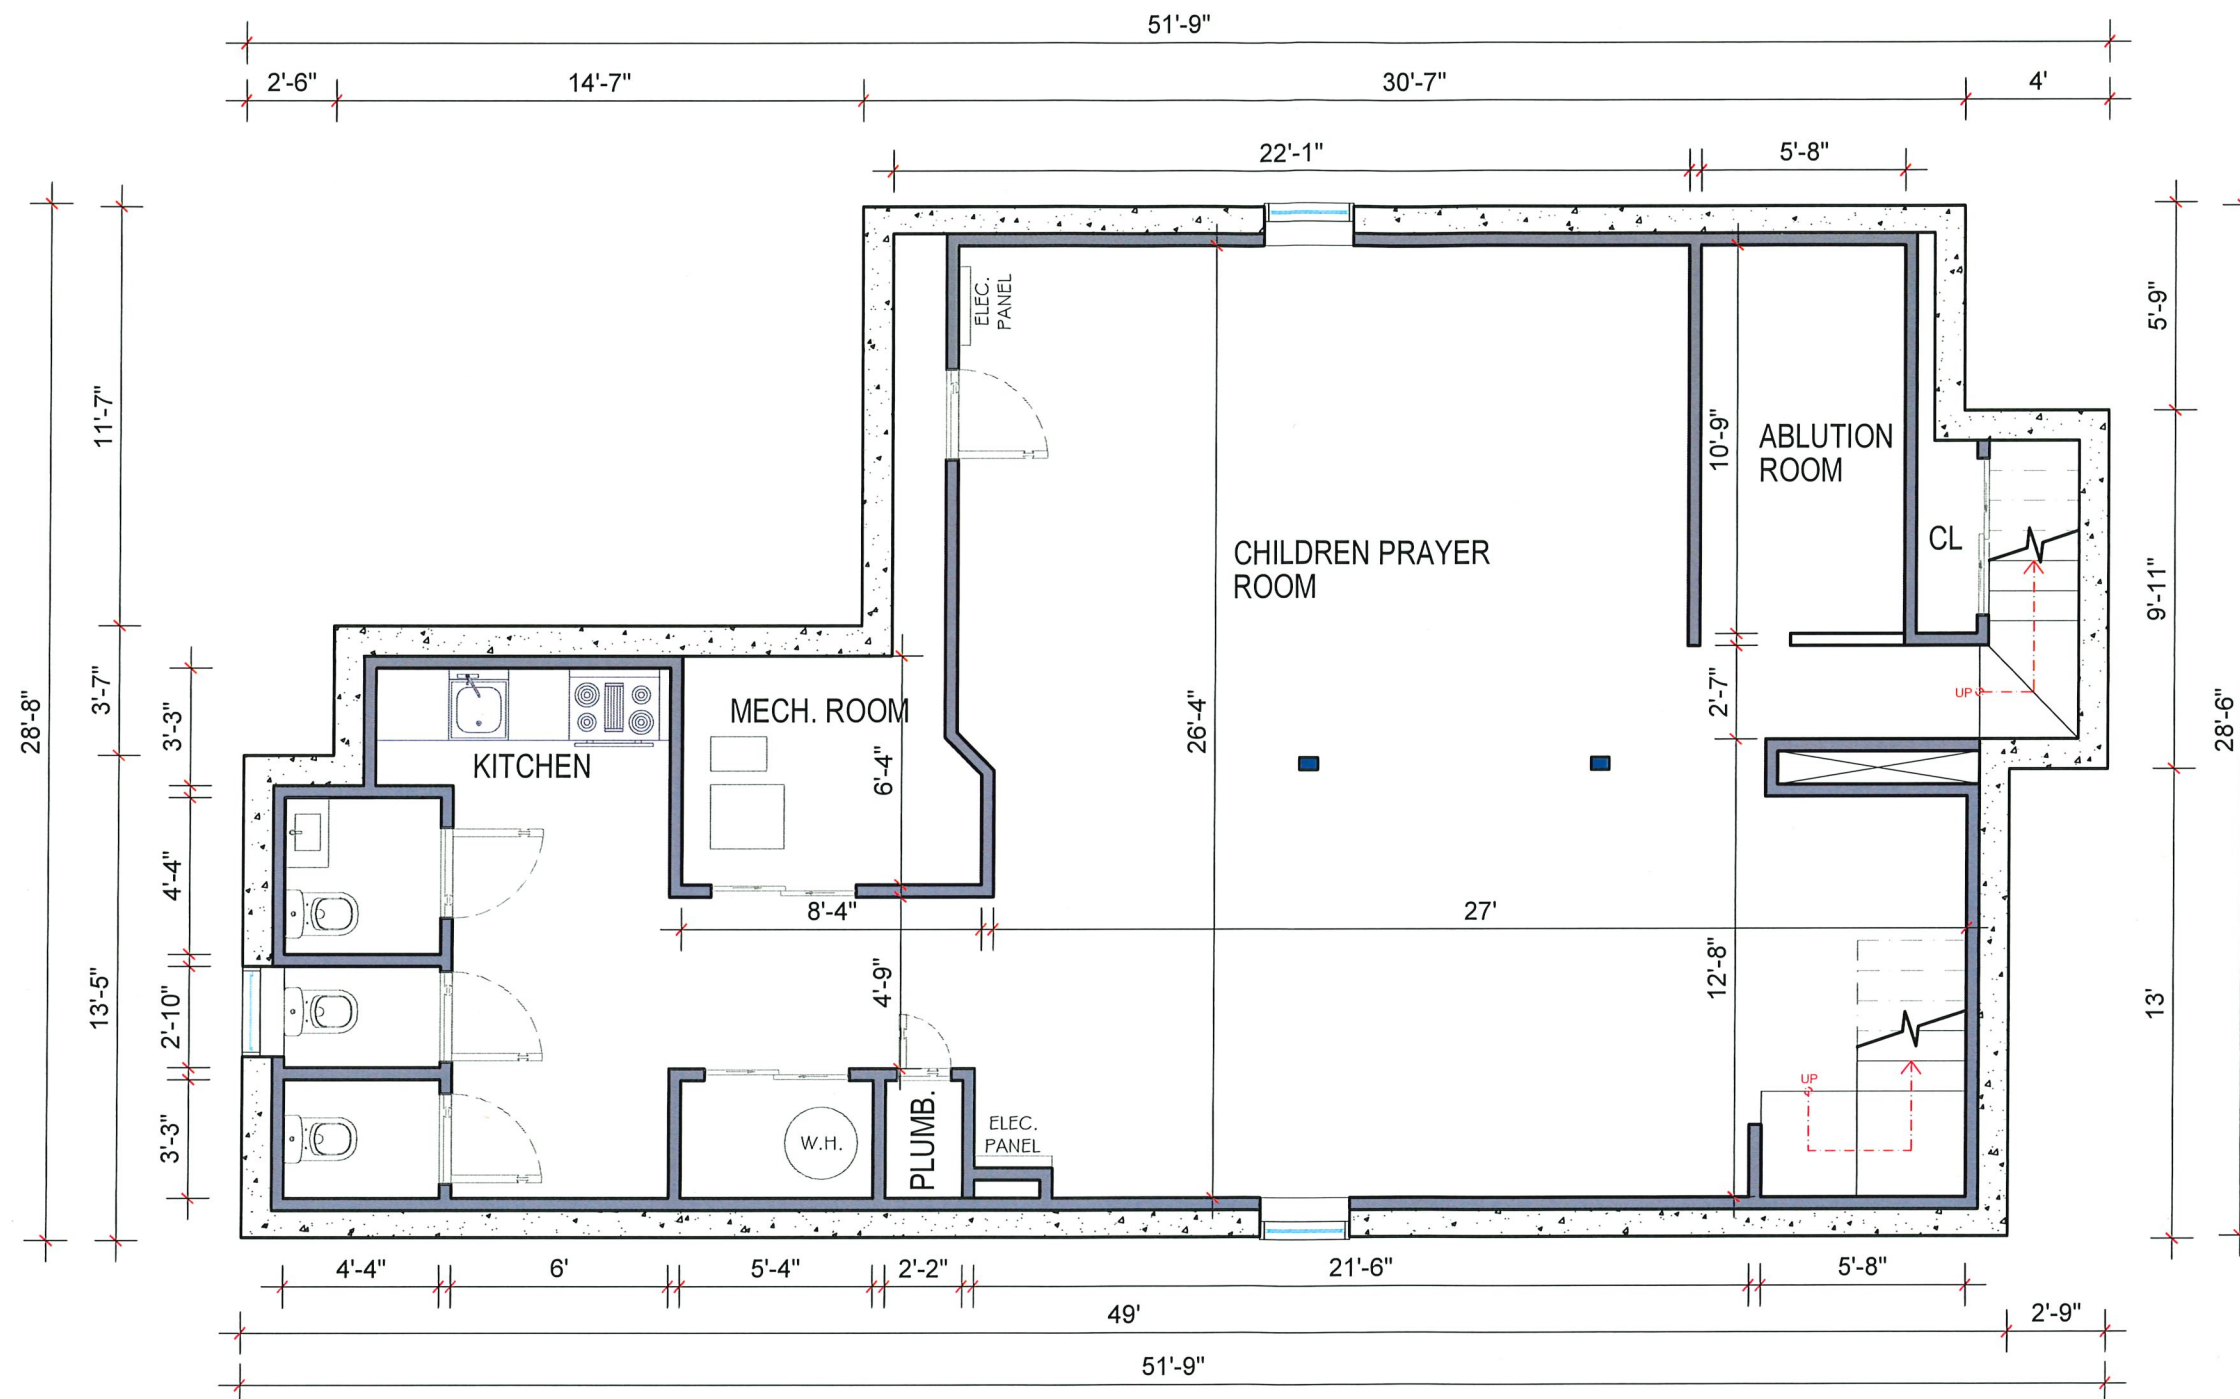 51'-9"
2'-6"
14'-7"
30'-7"
4'
22'-1"
5'-8"
28'-8"
11'-7"
3'-7"
13'-5"
3'-3"
4'-4"
2'-10"
3'-3"
ELEC.
PANEL
ABLUTION
ROOM
10'-9"
CL
CHILDREN PRAYER
ROOM
5'-9"
9'-11"
13'
28'-6"
MECH. ROOM
KITCHEN
6'-4"
26'-4"
2'-7"
UP
8'-4"
27'
4'-9"
12'-8"
UP
W.H.
PLUMB.
ELEC.
PANEL
4'-4"
6'
5'-4"
2'-2"
21'-6"
5'-8"
49'
2'-9"
51'-9"